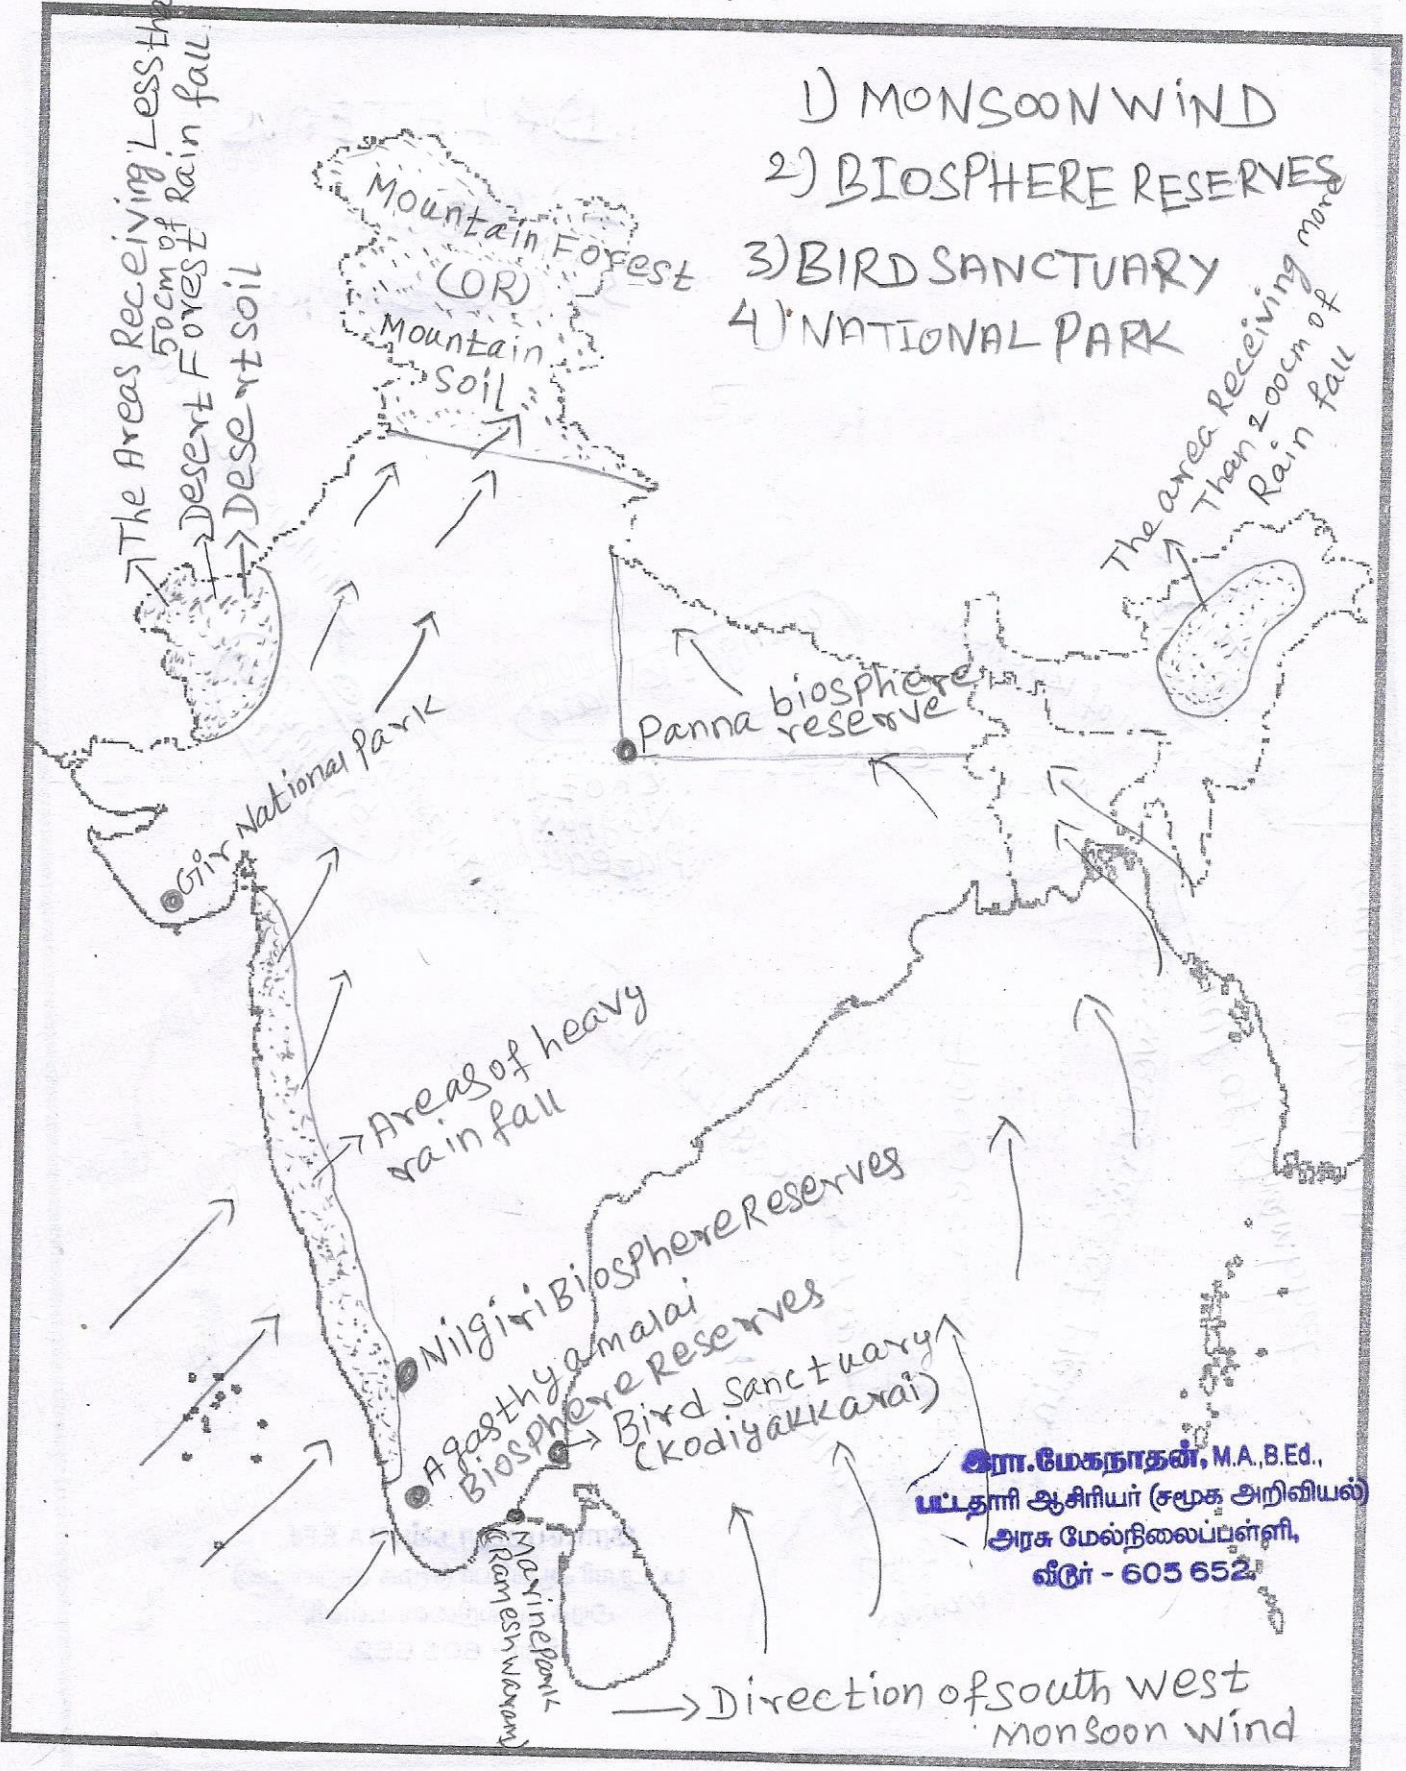 1) MONSOON WIND
2) BIOSPHERE RESERVES
3) BIRD SANCTUARY
4) NATIONAL PARK
The Areas Receiving Less tha
50cm of Rain fall
Desert Forest
Desert soil
Mountain Forest
(OR)
Mountain
Soil
The area Receiving more
Than 200cm of
Rain fall
Panna biosphere
reserve
Gir National Park
Areas of heavy
rain fall
Nilgiri Biosphere Reserves
Agasthyamalai
Biosphere Reserves
Bird Sanctuary
(Kodiyakkarai)
Marine Park
(Rameshwaram)
இரா.மேகநாதன், M.A.,B.Ed.,
பட்டதாரி ஆசிரியர் (சமூக அறிவியல்)
அரசு மேல்நிலைப்பள்ளி,
வீடூர் - 605 652.
Direction of south west
Monsoon Wind